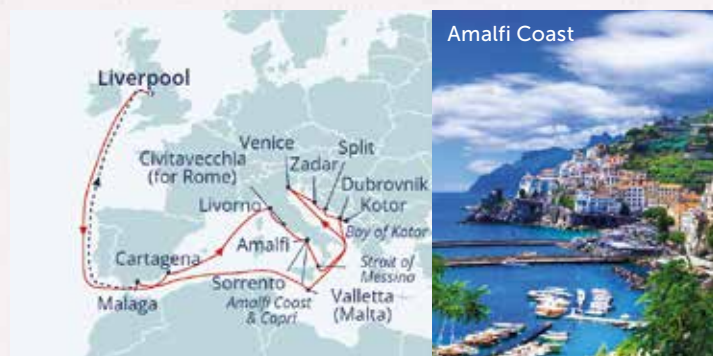 Liverpool
Venice
Split
Civitavecchia
(for Rome)
Zadar
Dubrovnik
Livorno
Kotor
Bay of Kotor
Amalfi
Strait of
Messina
Cartagena
Sorrento
Amalfi Coast
& Capri
Malaga
Valletta
(Malta)
Amalfi Coast